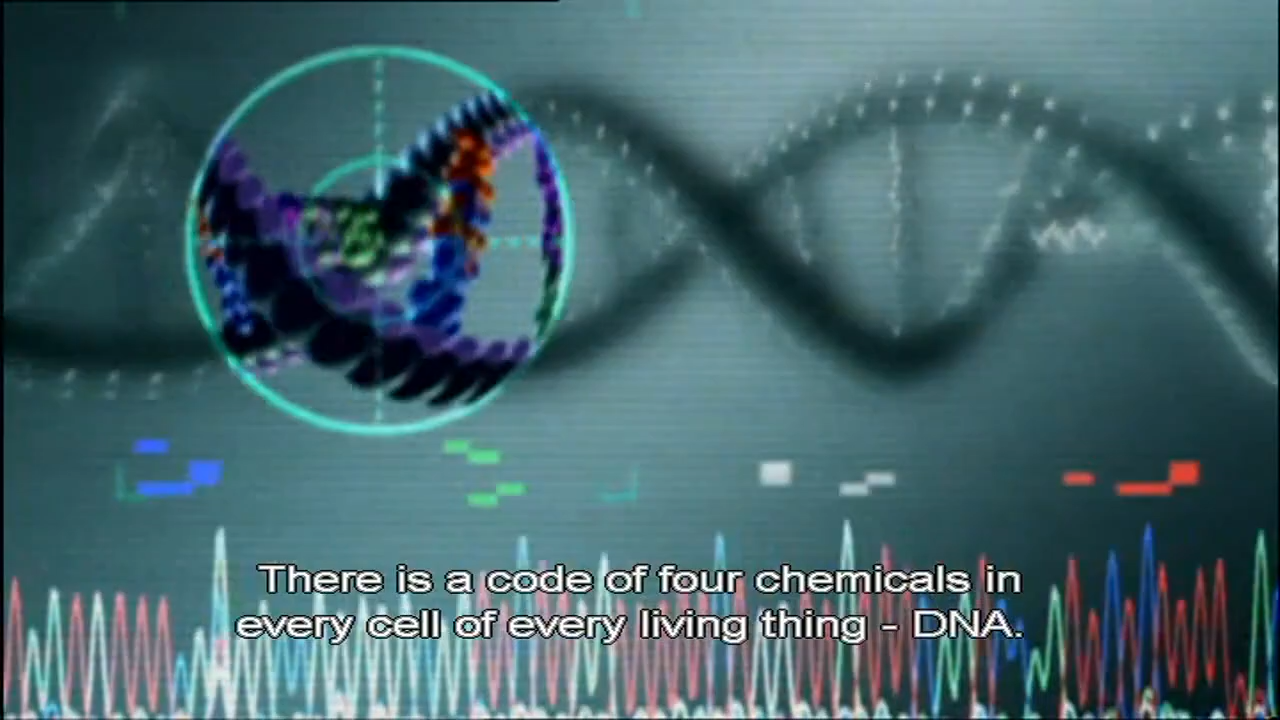 There is a code of four chemicals in
every cell of every living thing - DNA.